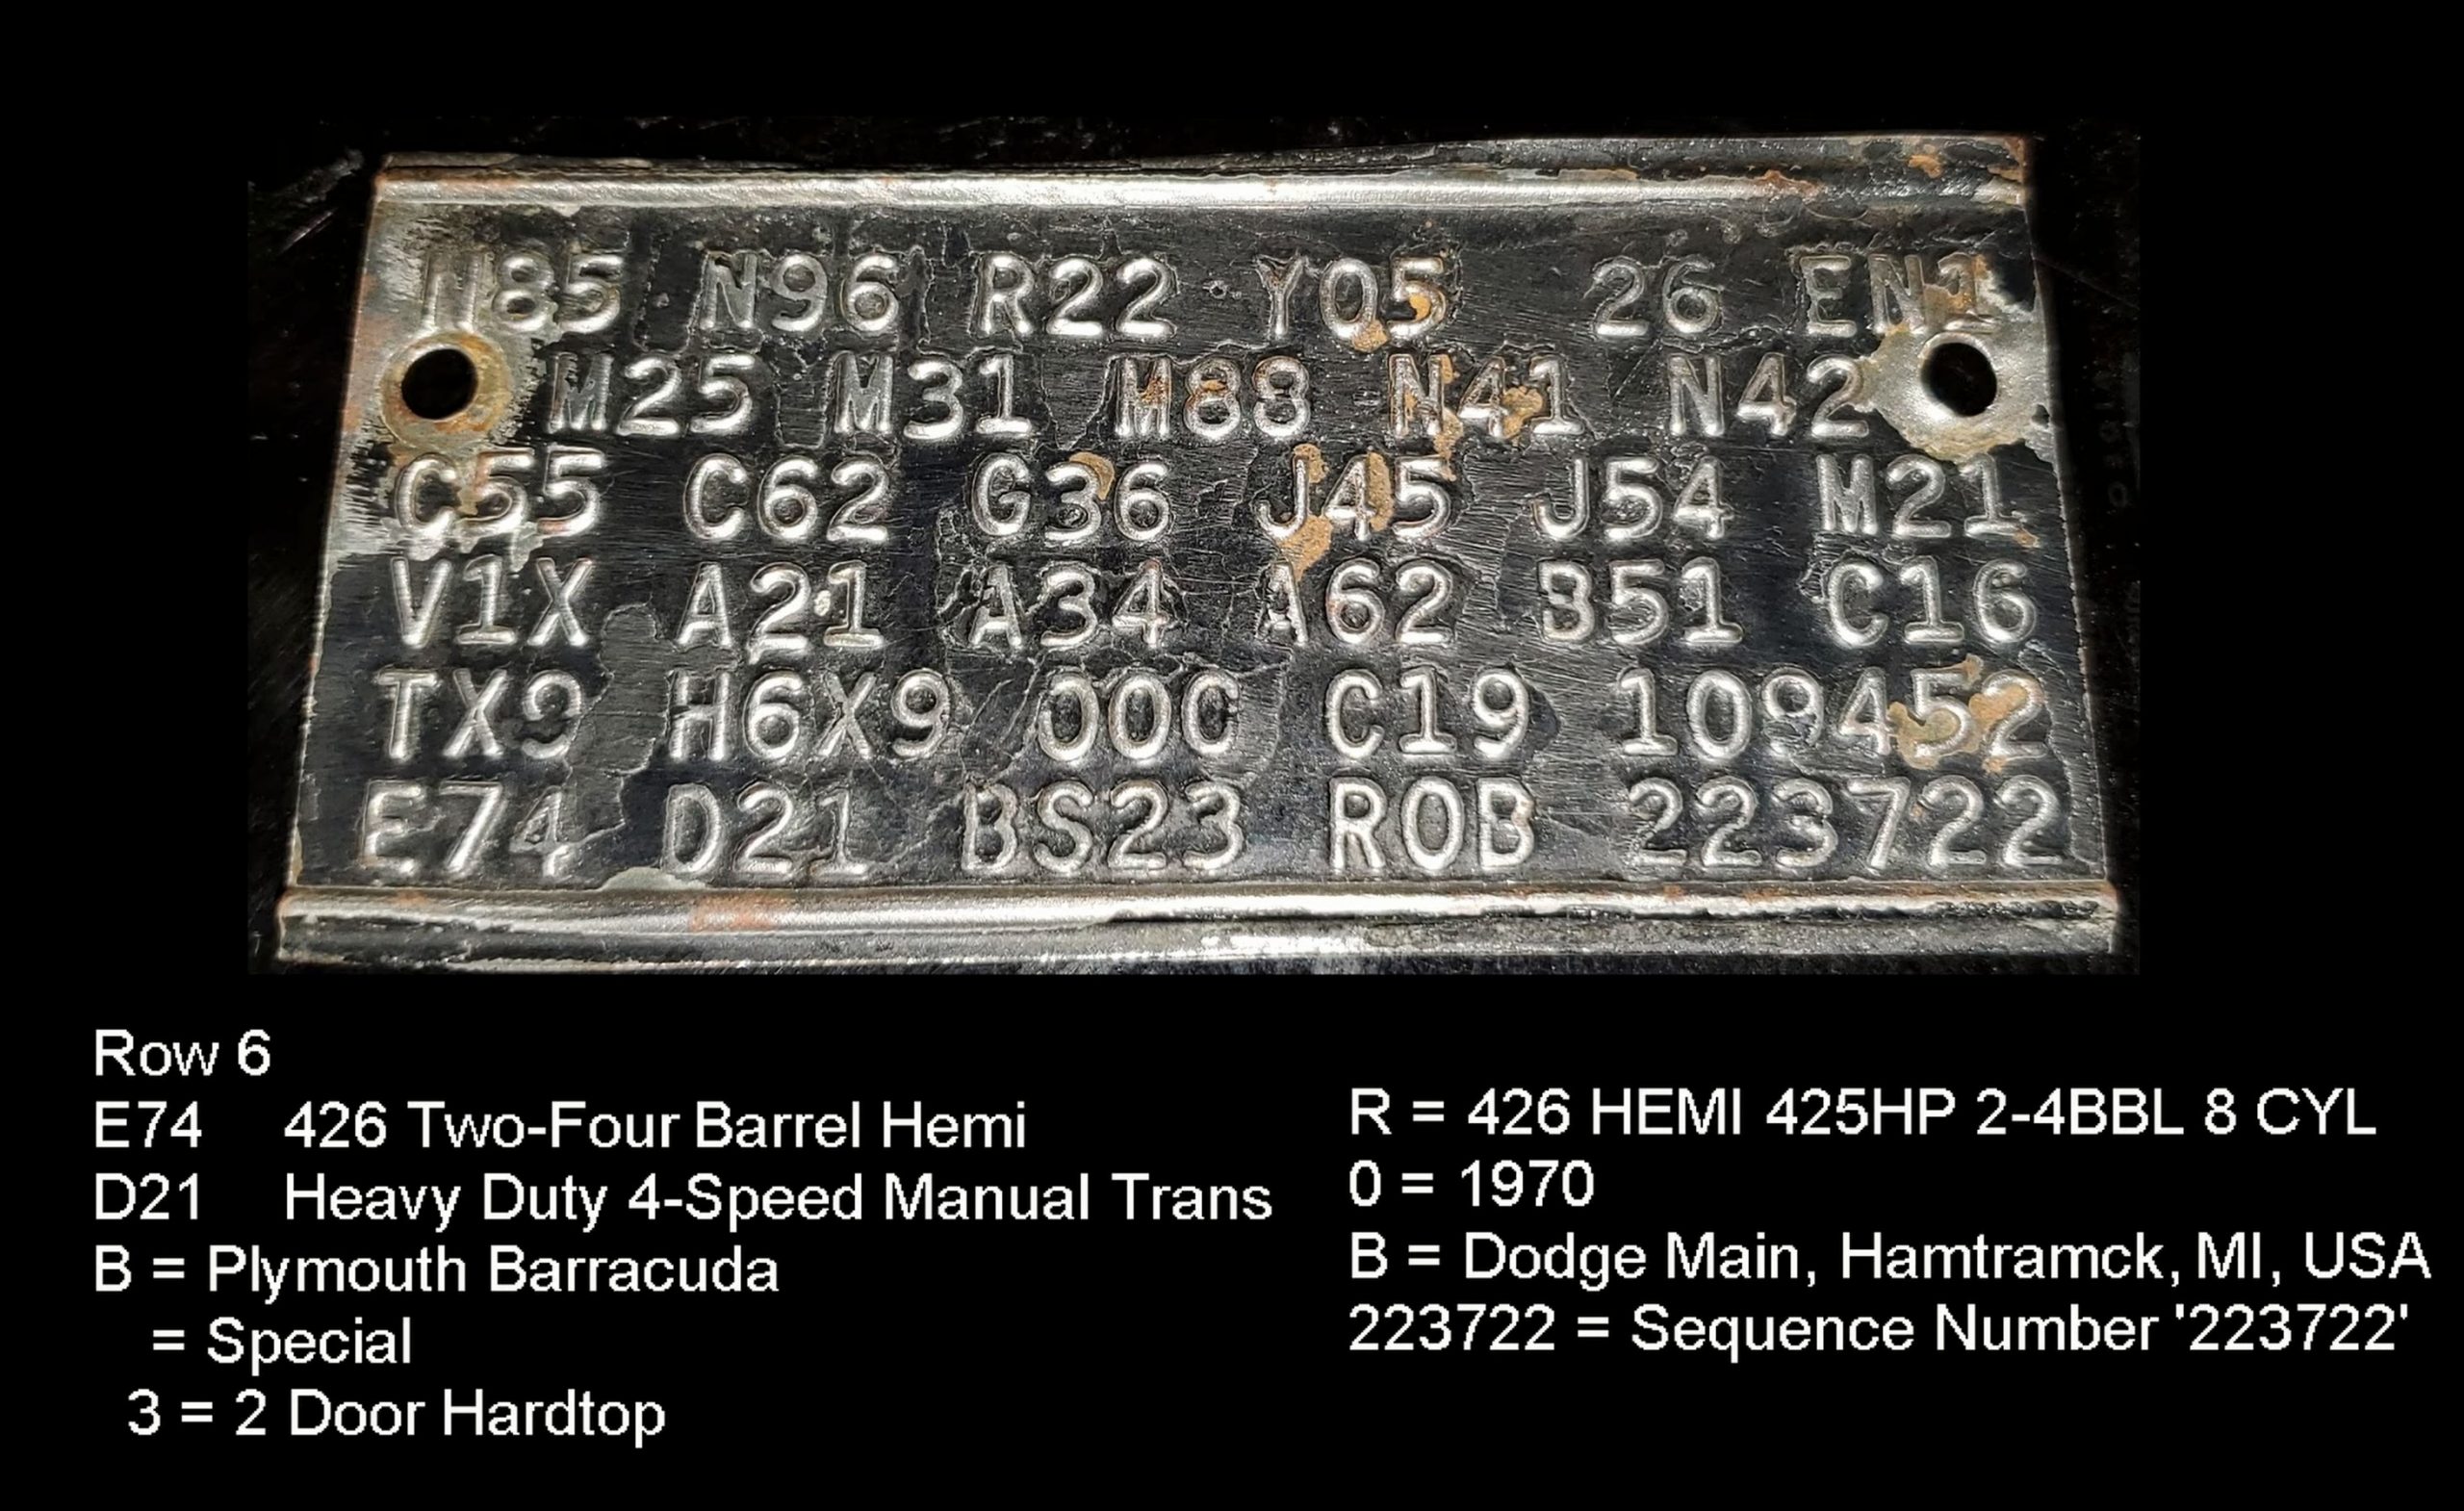 N85 N96 R22 Y05 26 EN1
M25 M31 M88 N41 N42
C55 C62 G36 J45 J54 M21
V1X A21 A34 A62 B51 C16
TX9 H6X9 000 C19 109452
E74 D21 BS23 R0B 223722
Row 6
E74 426 Two-Four Barrel Hemi
D21 Heavy Duty 4-Speed Manual Trans
B = Plymouth Barracuda
= Special
3 = 2 Door Hardtop
R = 426 HEMI 425HP 2-4BBL 8 CYL
0 = 1970
B = Dodge Main, Hamtramck, MI, USA
223722 = Sequence Number '223722'